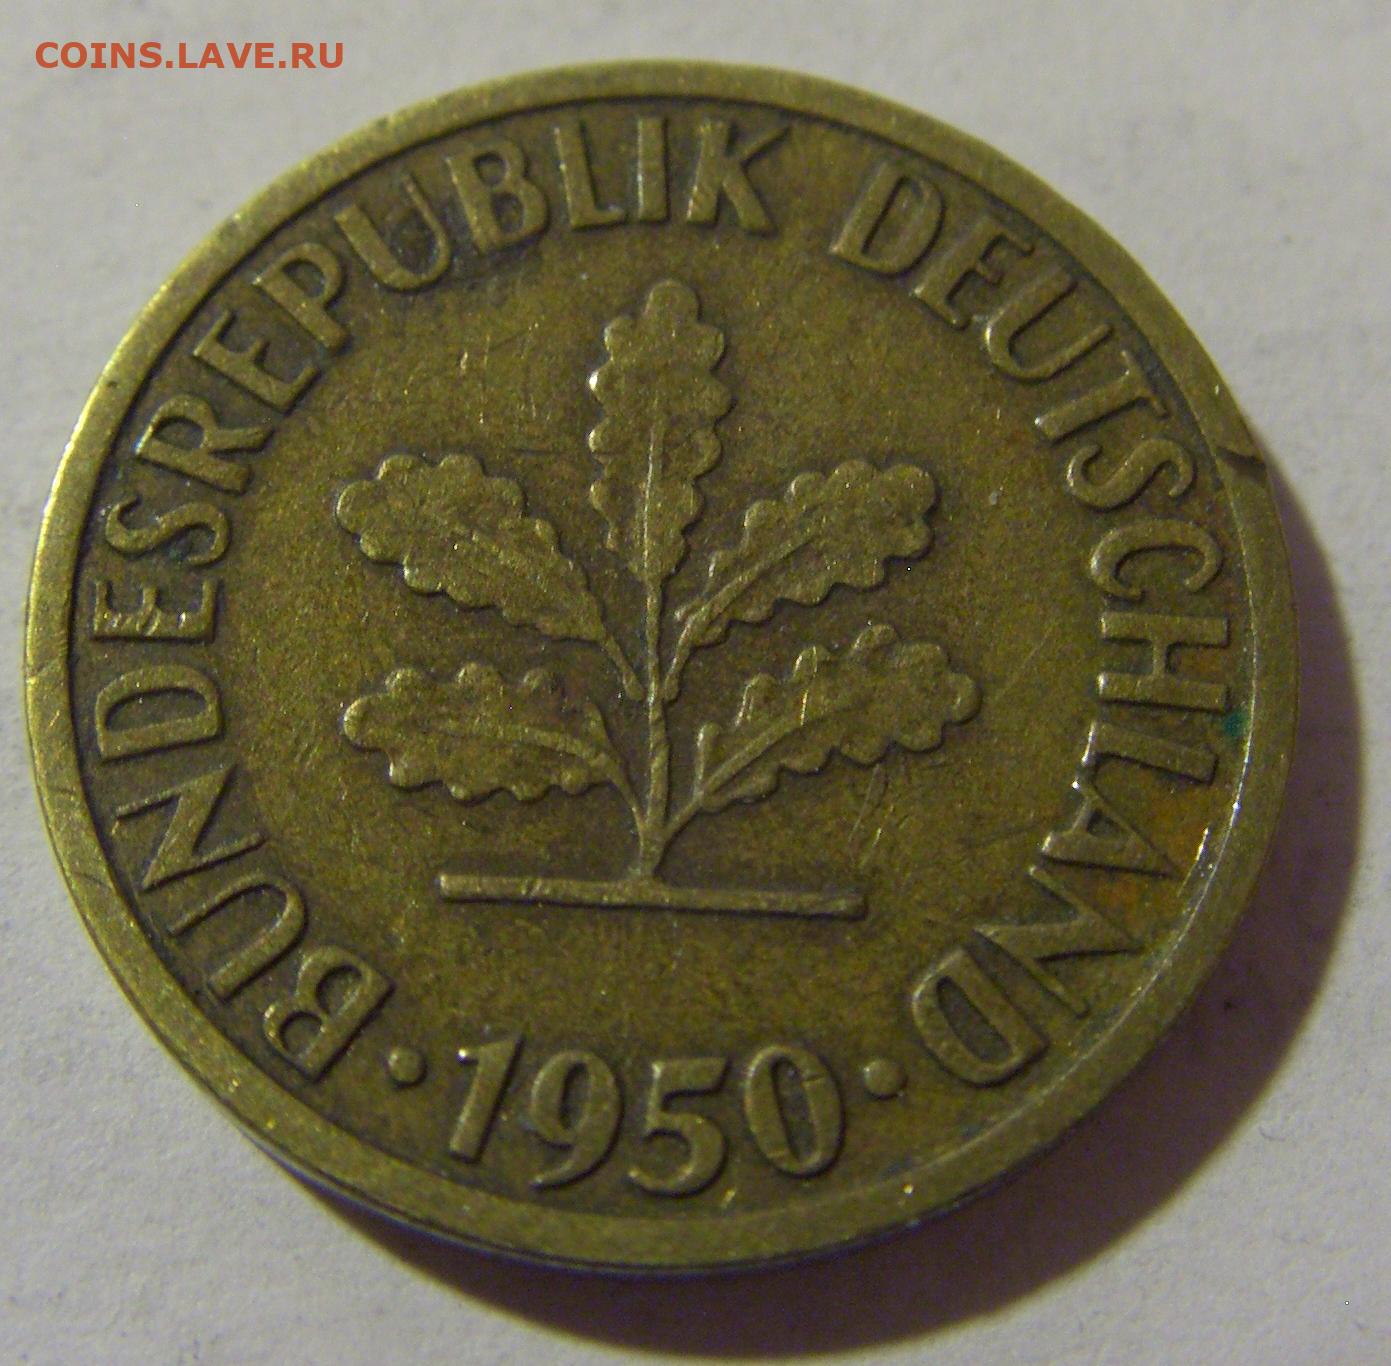 COINS.LAVE.RU
BUNDESREPUBLIK DEUTSCHLAND
· 1950 ·